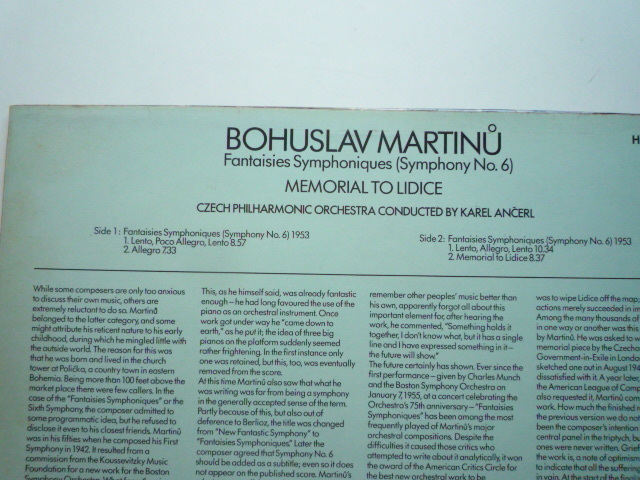 BOHUSLAV MARTINŮ
Fantaisies Symphoniques (Symphony No. 6)
MEMORIAL TO LIDICE
CZECH PHILHARMONIC ORCHESTRA CONDUCTED BY KAREL ANČERL
H
Side 1: Fantaisies Symphoniques (Symphony No. 6) 1953
1. Lento, Poco Allegro, Lento 8.57
2. Allegro 7.33
Side 2: Fantaisies Symphoniques (Symphony No. 6) 1953
1. Lento, Allegro, Lento 10.34
2. Memorial to Lidice 8.37
While some composers are only too anxious
to discuss their own music, others are
extremely reluctant to do so. Martinů
belonged to the latter category, and some
might attribute his reticent nature to his early
childhood, during which he mingled little with
the outside world. The reason for this was
that he was born and lived in the church
tower at Polička, a country town in eastern
Bohemia. Being more than 100 feet above the
market place there were few callers. In the
case of the "Fantaisies Symphoniques" or the
Sixth Symphony, the composer admitted to
some programmatic idea, but he refused to
disclose it even to his closest friends. Martinů
was in his fifties when he composed his First
Symphony in 1942. It resulted from a
commission from the Koussevitzky Music
Foundation for a new work for the Boston
This, as he himself said, was already fantastic
enough—he had long favoured the use of the
piano as an orchestral instrument. Once
work got under way he "came down to
earth," as he put it; the idea of three big
pianos on the platform suddenly seemed
rather frightening. In the first instance only
one was retained, but this, too, was eventually
removed from the score.
At this time Martinů also saw that what he
was writing was far from being a symphony
in the generally accepted sense of the term.
Partly because of this, but also out of
deference to Berlioz, the title was changed
from "New Fantastic Symphony" to
"Fantaisies Symphoniques." Later the
composer agreed that Symphony No. 6
should be added as a subtitle; even so it does
not appear on the published score. Martinů's
remember other peoples' music better than
his own, apparently forgot all about this
important element for, after hearing the
work, he commented, "Something holds it
together, I don't know what, but it has a single
line and I have expressed something in it—
the future will show."
The future certainly has shown. Ever since the
first performance—given by Charles Munch
and the Boston Symphony Orchestra on
January 7, 1955, at a concert celebrating the
Orchestra's 75th anniversary—"Fantaisies
Symphoniques" has been among the most
frequently played of Martinů's major
orchestral compositions. Despite the
difficulties it caused those critics who
attempted to write about it analytically, it won
the award of the American Critics Circle for
the best new orchestral work to be
was to wipe Lidice off the map;
actions merely succeeded in im
Among the many thousands of
in one way or another was this
by Martinů. He was asked to w
memorial piece by the Czechos
Government-in-Exile in London
sketched one out in August 194
dissatisfied with it. A year later,
the American League of Comp
also requested it, Martinů com
work. How much the finished m
the previous version we do not
been the composer's intention
central panel in the triptych, bu
ones were never written. Grief
the work is, a note of optimism
to indicate that all the suffering
in vain. At the start of the final